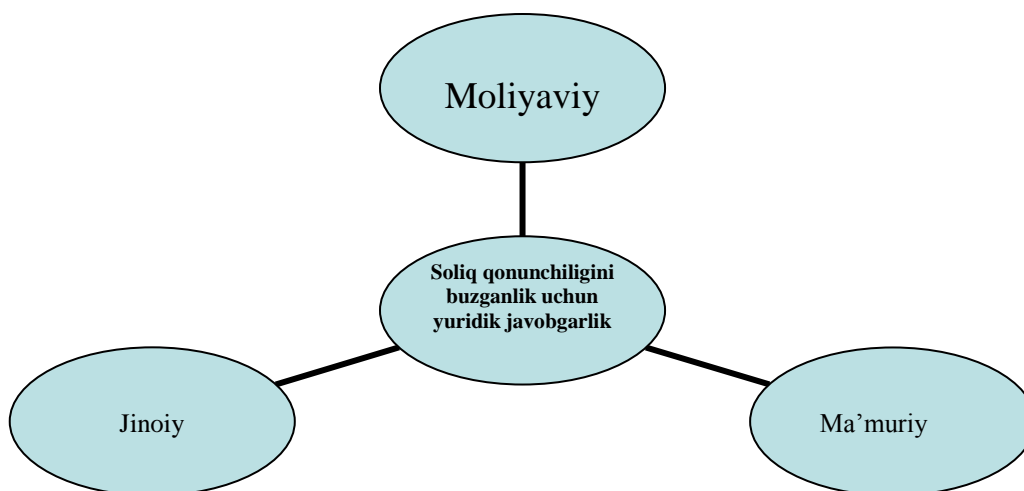 Moliyaviy
Soliq qonunchiligini
buzganlik uchun
yuridik javobgarlik
Jinoiy
Ma’muriy